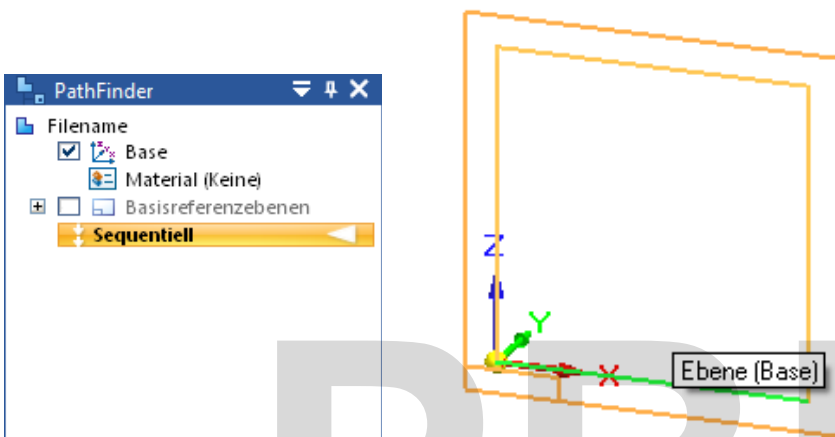 PathFinder
Filename
Base
Material (Keine)
Basisreferenzebenen
Sequentiell
Z
Y
X
Ebene (Base)